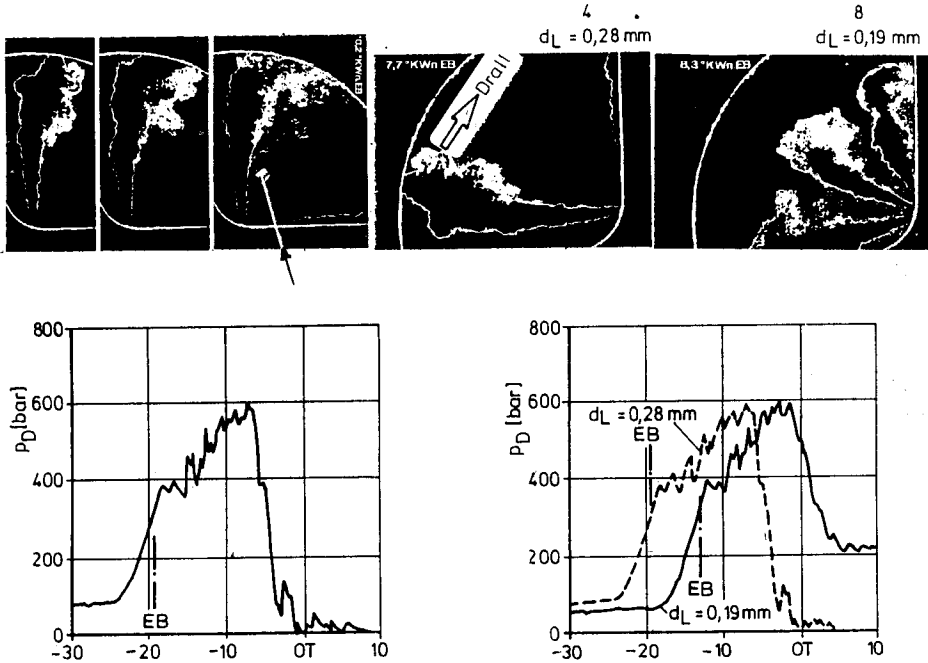 4
d_L = 0,28 mm
8
d_L = 0,19 mm
7,7°KWn EB
Drall
8,3°KWn EB
800
600
400
200
0
p_D [bar]
EB
-30
-20
-10
OT
10
800
600
400
200
0
p_D [bar]
d_L = 0,28 mm
EB
EB
d_L = 0,19 mm
-30
-20
-10
OT
10